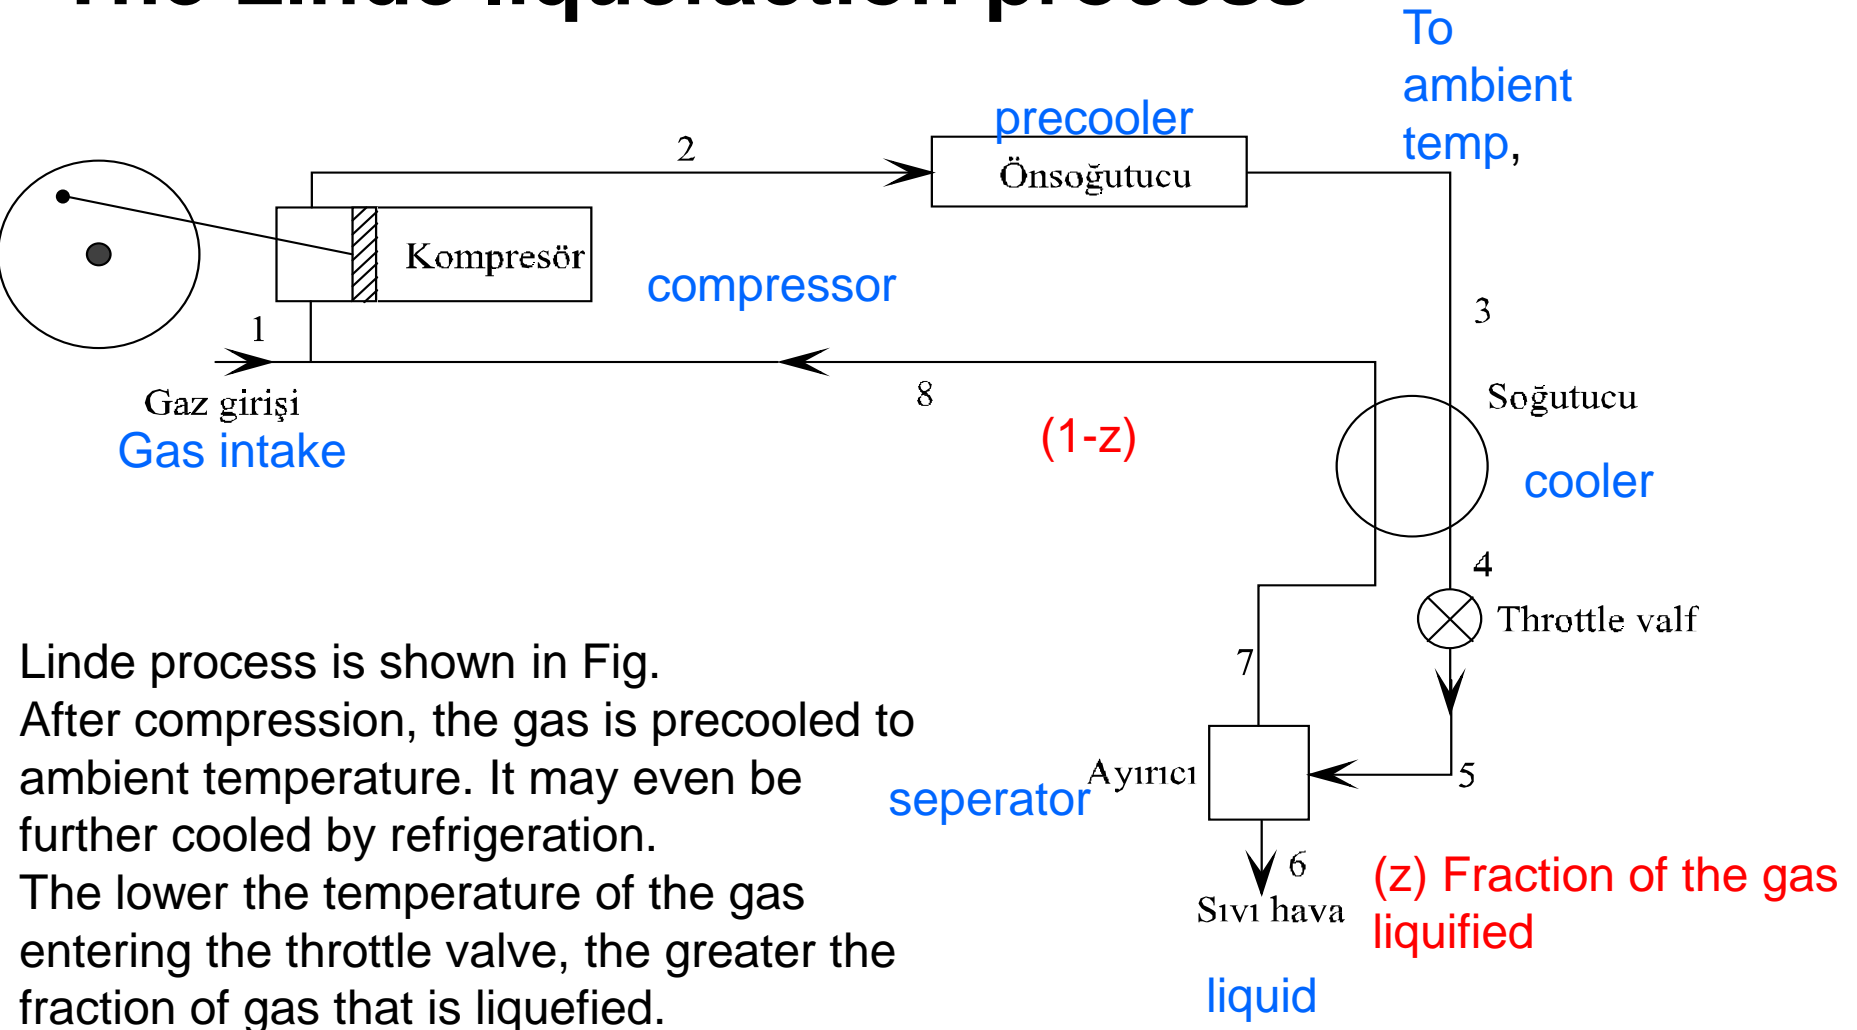 The Linde liquefaction process
To
ambient
temp,
precooler
2
Önsoğutucu
Kompresör
compressor
1
3
Gaz girişi
Gas intake
8
(1-z)
Soğutucu
cooler
4
Throttle valf
7
Linde process is shown in Fig.
After compression, the gas is precooled to
ambient temperature. It may even be
further cooled by refrigeration.
The lower the temperature of the gas
entering the throttle valve, the greater the
fraction of gas that is liquefied.
Ayırıcı
seperator
5
6
Sıvı hava
(z) Fraction of the gas
liquified
liquid